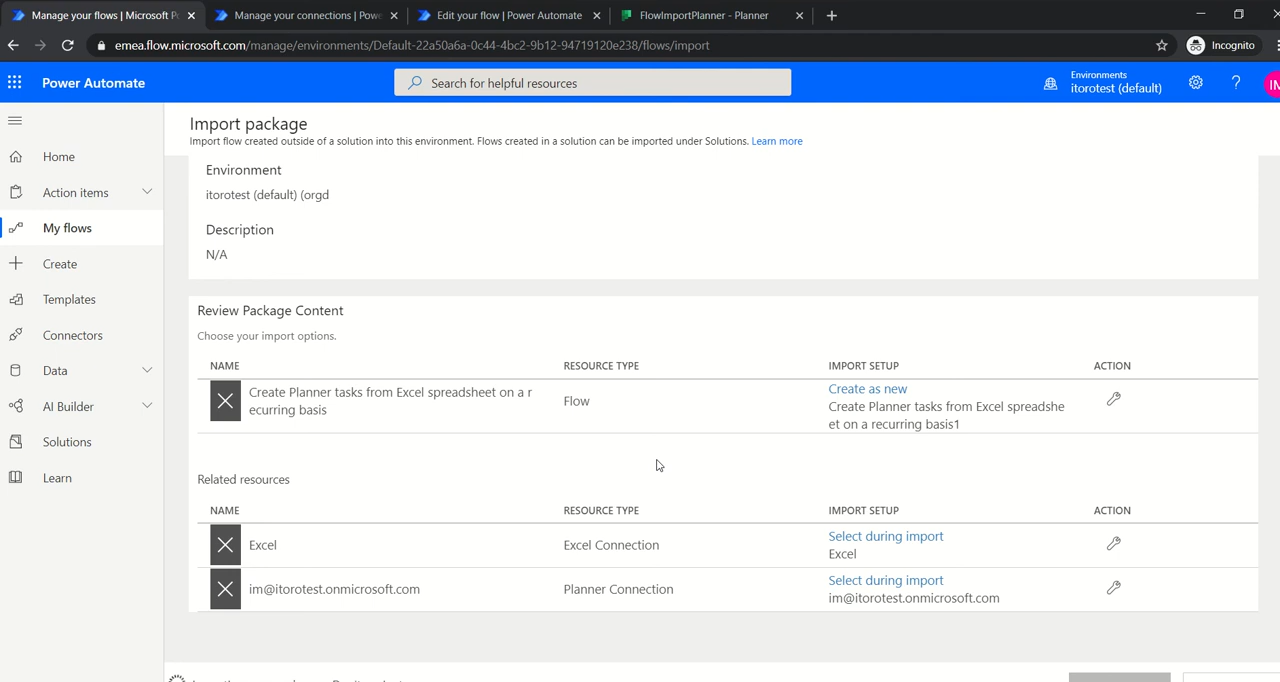 Manage your flows | Microsoft Po
Manage your connections | Powe
Edit your flow | Power Automate
FlowImportPlanner - Planner
emea.flow.microsoft.com/manage/environments/Default-22a50a6a-0c44-4bc2-9b12-94719120e238/flows/import
Incognito
Power Automate
Search for helpful resources
Environments
itorotest (default)
IM
Home
Action items
My flows
Create
Templates
Connectors
Data
AI Builder
Solutions
Learn
Import package
Import flow created outside of a solution into this environment. Flows created in a solution can be imported under Solutions. Learn more
Environment
itorotest (default) (orgd
Description
N/A
Review Package Content
Choose your import options.
NAME RESOURCE TYPE IMPORT SETUP ACTION
Create Planner tasks from Excel spreadsheet on a r
ecurring basis
Flow
Create as new
Create Planner tasks from Excel spreadshe
et on a recurring basis1
Related resources
NAME RESOURCE TYPE IMPORT SETUP ACTION
Excel
Excel Connection
Select during import
Excel
im@itorotest.onmicrosoft.com
Planner Connection
Select during import
im@itorotest.onmicrosoft.com